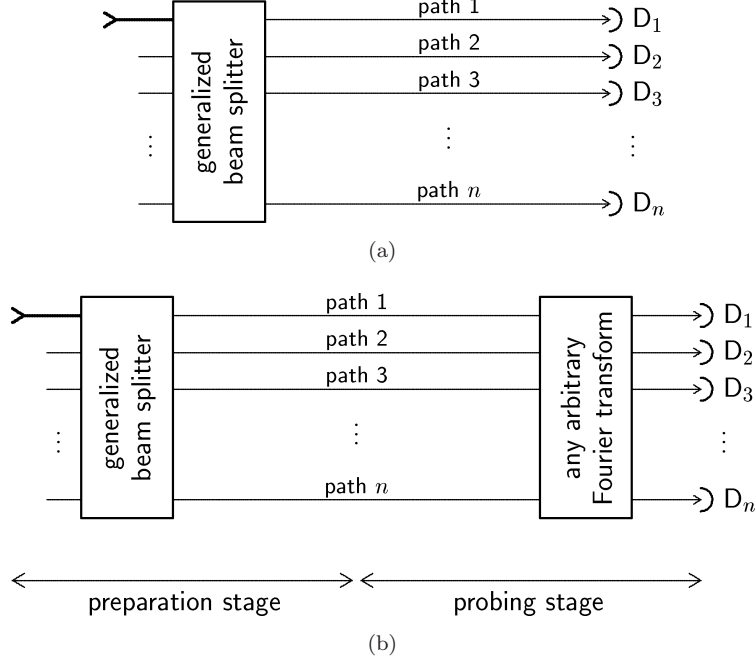 path 1 D₁
path 2 D₂
path 3 D₃
generalized
beam splitter
⋮ ⋮ ⋮
path n Dₙ
(a)
path 1 D₁
path 2 D₂
path 3 D₃
generalized
beam splitter
any arbitrary
Fourier transform
⋮ ⋮ ⋮
path n Dₙ
preparation stage probing stage
(b)